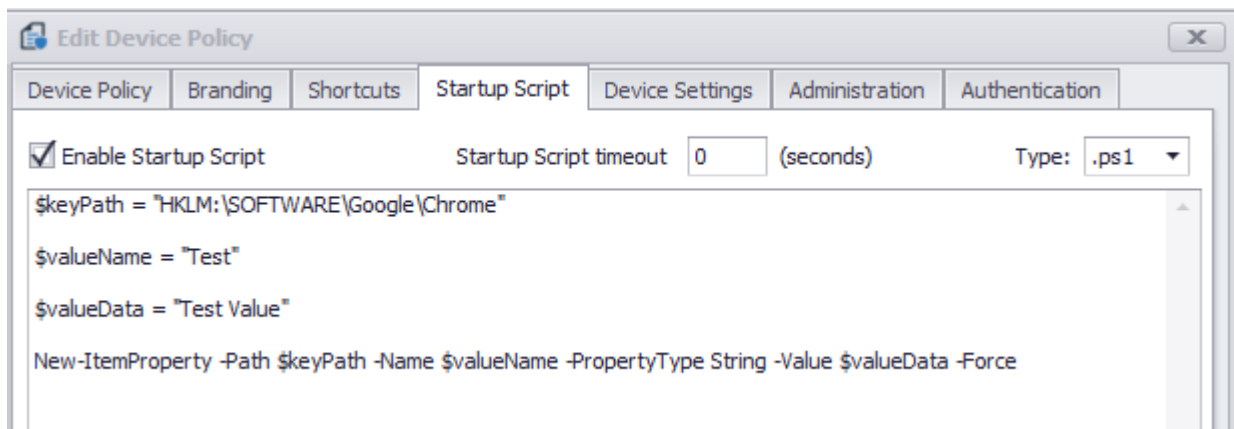 Edit Device Policy
Device Policy Branding Shortcuts Startup Script Device Settings Administration Authentication
Enable Startup Script Startup Script timeout 0 (seconds) Type: .ps1
$keyPath = "HKLM:\SOFTWARE\Google\Chrome"
$valueName = "Test"
$valueData = "Test Value"
New-ItemProperty -Path $keyPath -Name $valueName -PropertyType String -Value $valueData -Force